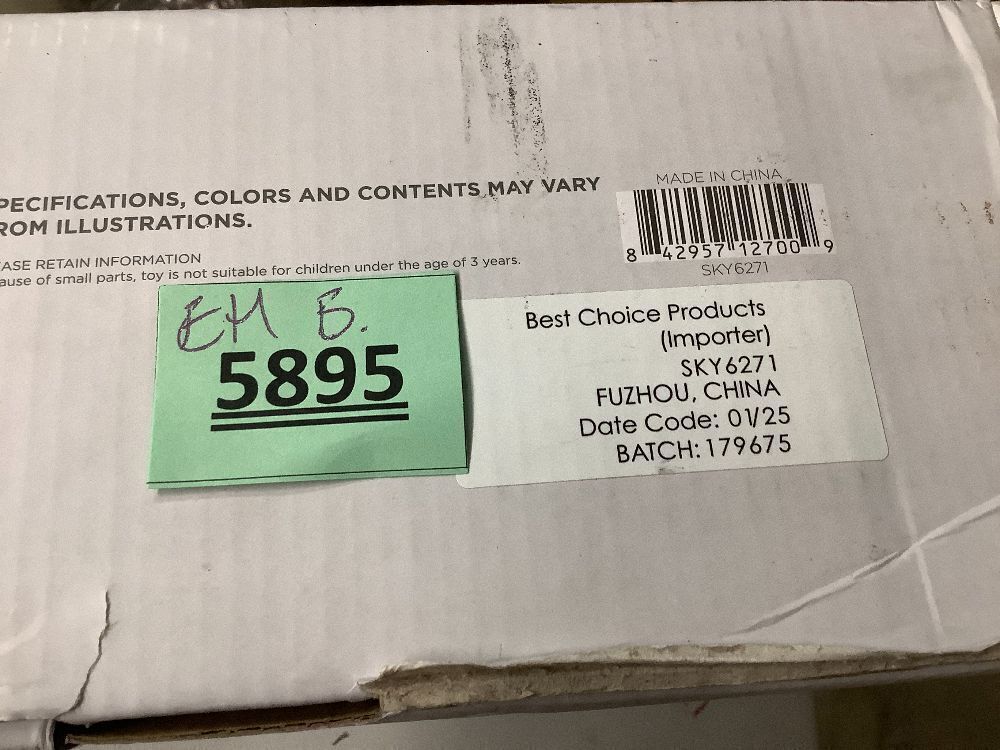 PECIFICATIONS, COLORS AND CONTENTS MAY VARY
ROM ILLUSTRATIONS.
ASE RETAIN INFORMATION
ause of small parts, toy is not suitable for children under the age of 3 years.
MADE IN CHINA
8 42957 12700 9
SKY6271
EH B.
5895
Best Choice Products
(Importer)
SKY6271
FUZHOU, CHINA
Date Code: 01/25
BATCH: 179675